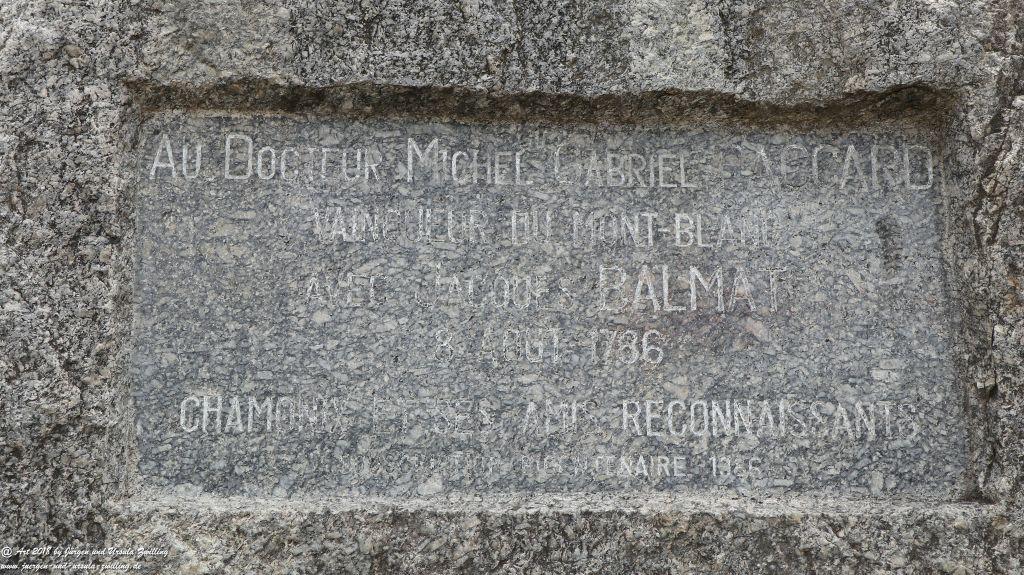 AU DOCTEUR MICHEL GABRIEL PACCARD
VAINQUEUR DU MONT-BLANC
AVEC JACQUES BALMAT
8 AOUT 1786
CHAMONIX ET SES AMIS RECONNAISSANTS
BICENTENAIRE 1986
@ Art 2018 by Jürgen und Ursula Zwilling
www.juergen-und-ursula-zwilling.de